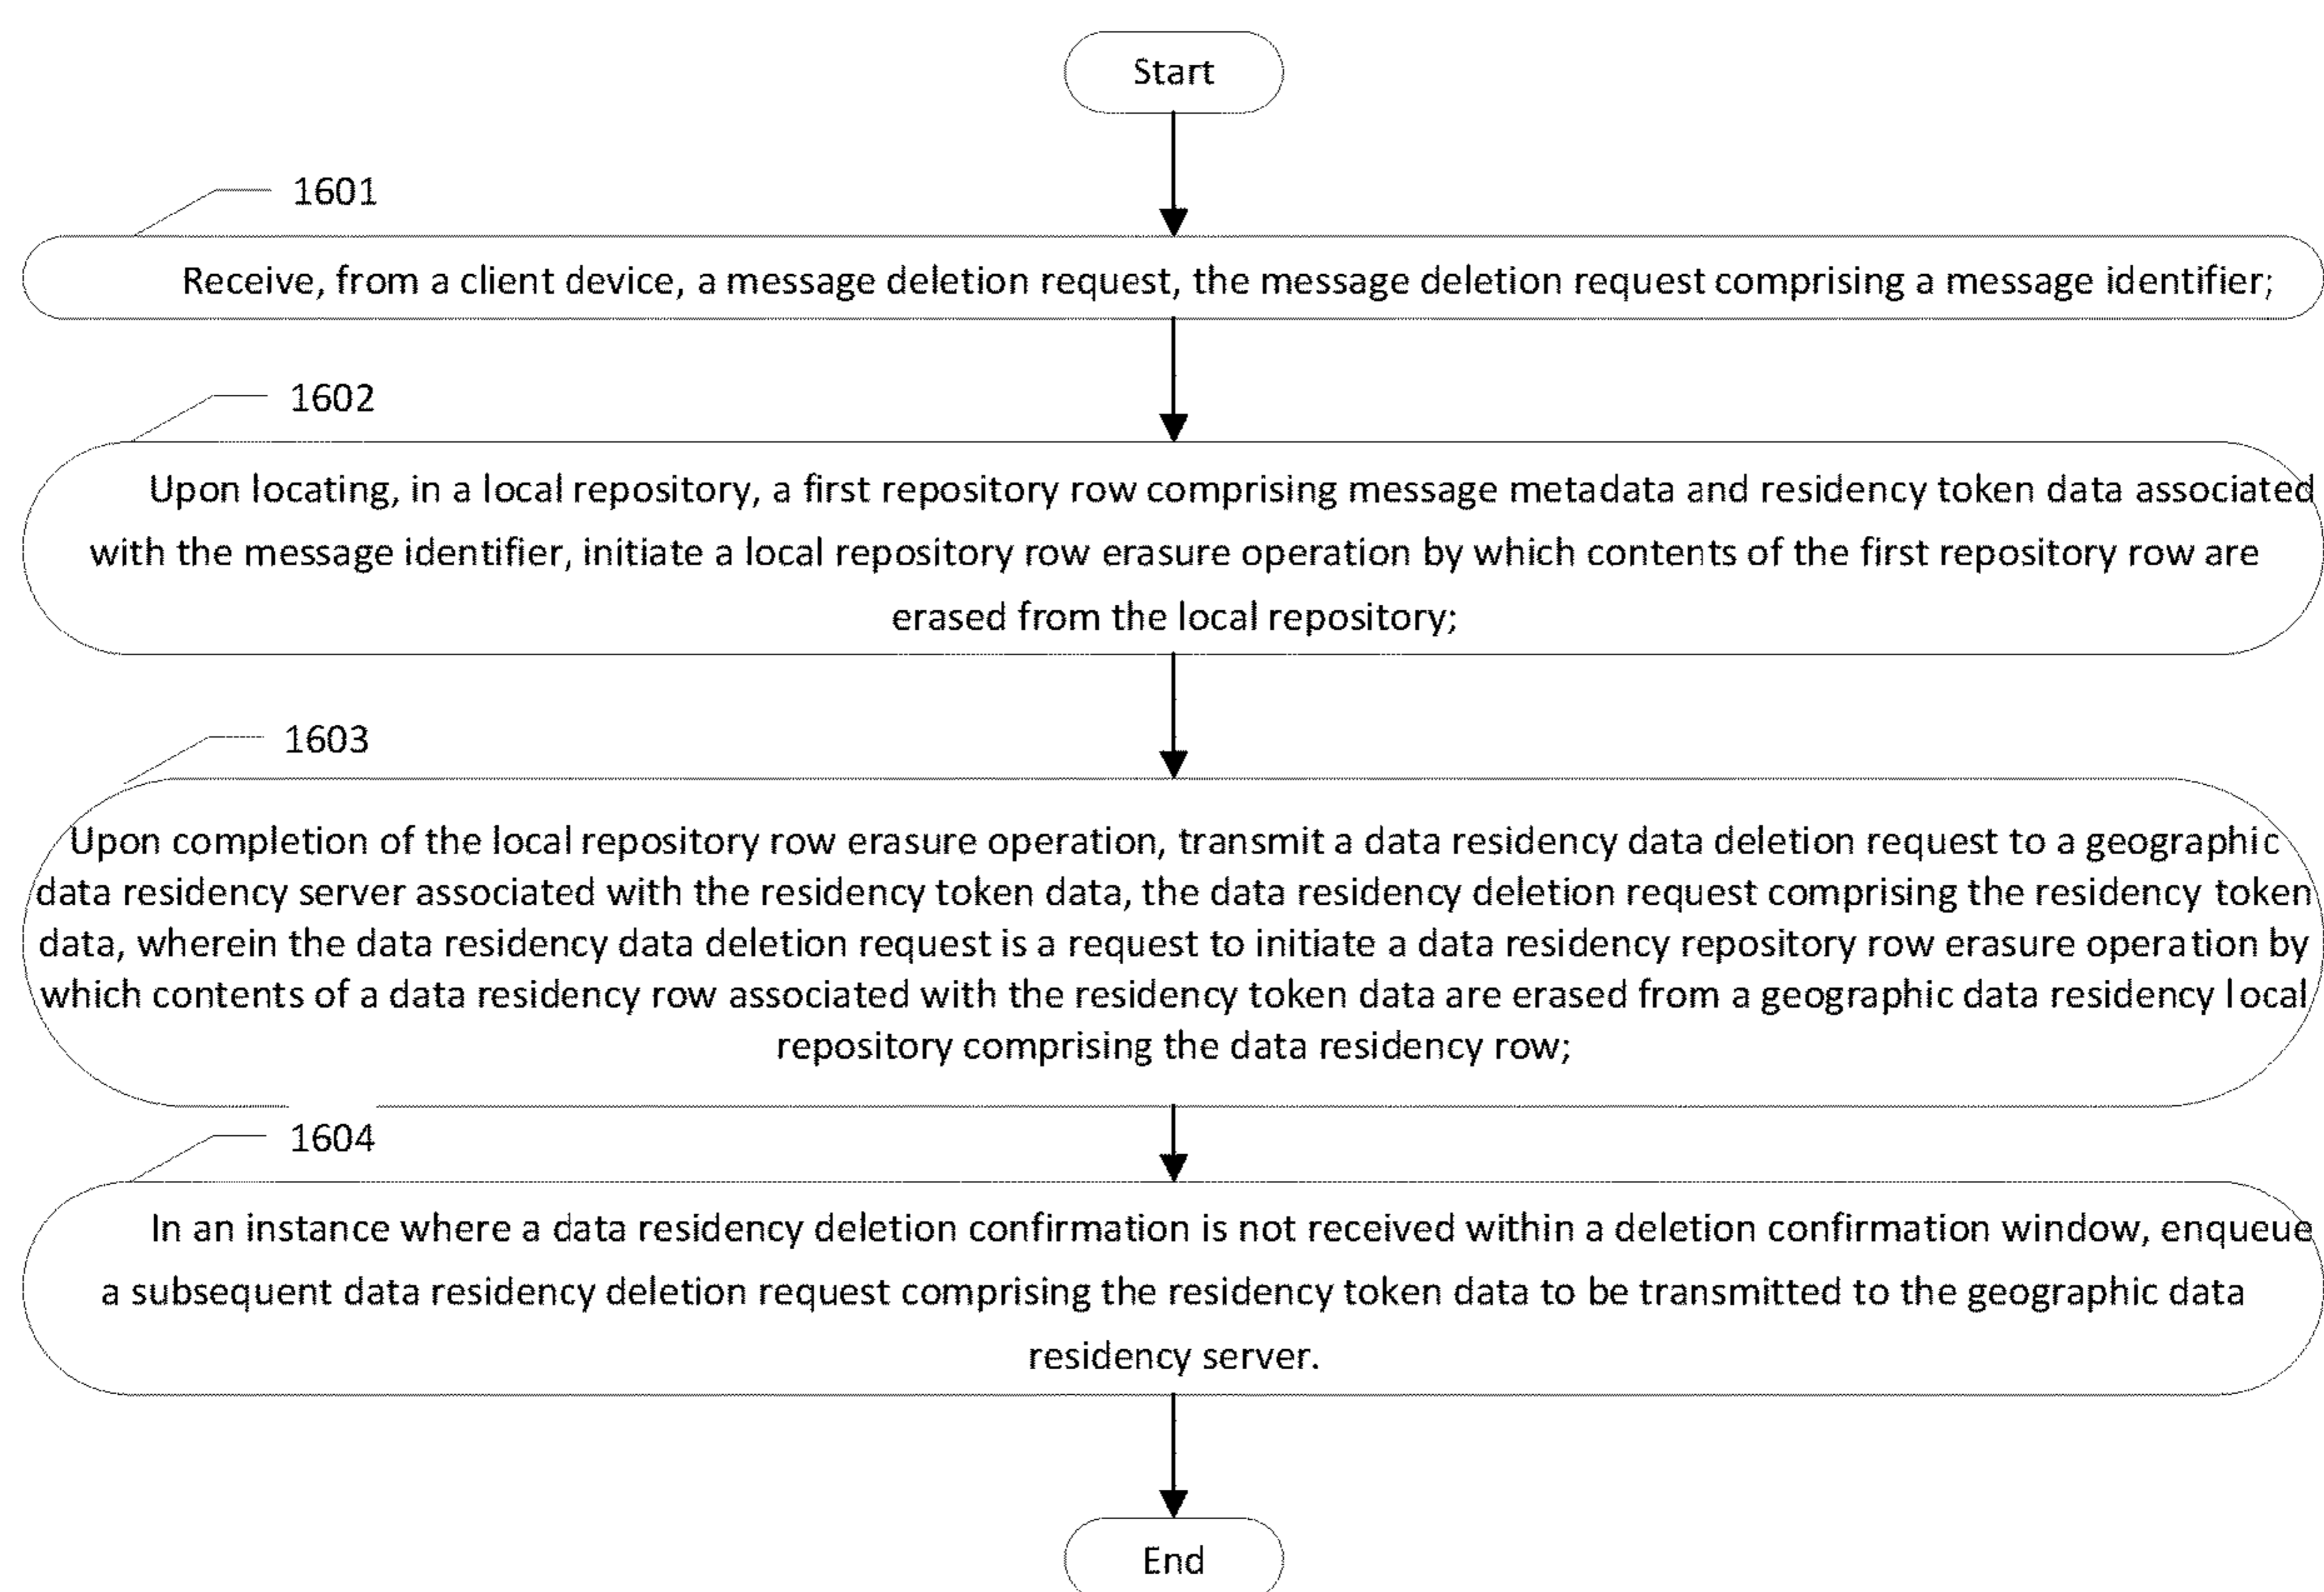 Start
1601
Receive, from a client device, a message deletion request, the message deletion request comprising a message identifier;
1602
Upon locating, in a local repository, a first repository row comprising message metadata and residency token data associated
with the message identifier, initiate a local repository row erasure operation by which contents of the first repository row are
erased from the local repository;
1603
Upon completion of the local repository row erasure operation, transmit a data residency data deletion request to a geographic
data residency server associated with the residency token data, the data residency deletion request comprising the residency token
data, wherein the data residency data deletion request is a request to initiate a data residency repository row erasure operation by
which contents of a data residency row associated with the residency token data are erased from a geographic data residency local
repository comprising the data residency row;
1604
In an instance where a data residency deletion confirmation is not received within a deletion confirmation window, enqueue
a subsequent data residency deletion request comprising the residency token data to be transmitted to the geographic data
residency server.
End